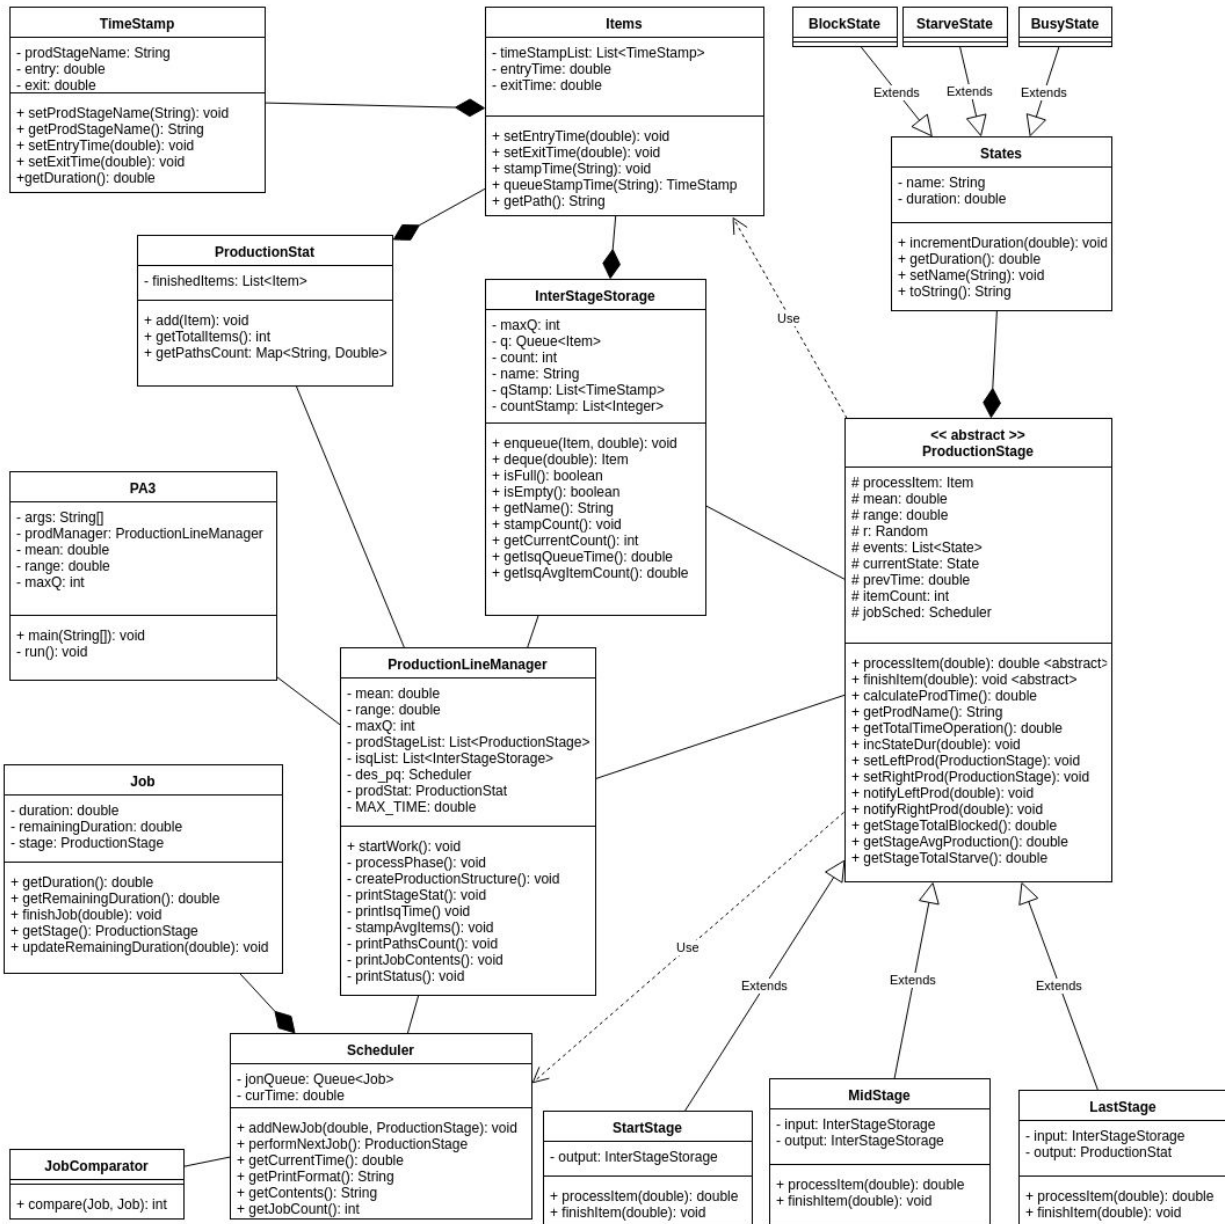 TimeStamp
- prodStageName: String
- entry: double
- exit: double
+ setProdStageName(String): void
+ getProdStageName(): String
+ setEntryTime(double): void
+ setExitTime(double): void
+getDuration(): double
Items
- timeStampList: List<TimeStamp>
- entryTime: double
- exitTime: double
+ setEntryTime(double): void
+ setExitTime(double): void
+ stampTime(String): void
+ queueStampTime(String): TimeStamp
+ getPath(): String
BlockState
StarveState
BusyState
Extends
Extends
Extends
States
- name: String
- duration: double
+ incrementDuration(double): void
+ getDuration(): double
+ setName(String): void
+ toString(): String
ProductionStat
- finishedItems: List<Item>
+ add(Item): void
+ getTotalItems(): int
+ getPathsCount: Map<String, Double>
InterStageStorage
- maxQ: int
- q: Queue<Item>
- count: int
- name: String
- qStamp: List<TimeStamp>
- countStamp: List<Integer>
+ enqueue(Item, double): void
+ deque(double): Item
+ isFull(): boolean
+ isEmpty(): boolean
+ getName(): String
+ stampCount(): void
+ getCurrentCount(): int
+ getIsqQueueTime(): double
+ getIsqAvgItemCount(): double
Use
<< abstract >>
ProductionStage
# processItem: Item
# mean: double
# range: double
# r: Random
# events: List<State>
# currentState: State
# prevTime: double
# itemCount: int
# jobSched: Scheduler
+ processItem(double): double <abstract>
+ finishItem(double): void <abstract>
+ calculateProdTime(): double
+ getProdName(): String
+ getTotalTimeOperation(): double
+ incStateDur(double): void
+ setLeftProd(ProductionStage): void
+ setRightProd(ProductionStage): void
+ notifyLeftProd(double): void
+ notifyRightProd(double): void
+ getStageTotalBlocked(): double
+ getStageAvgProduction(): double
+ getStageTotalStarve(): double
PA3
- args: String[]
- prodManager: ProductionLineManager
- mean: double
- range: double
- maxQ: int
+ main(String[]): void
- run(): void
ProductionLineManager
- mean: double
- range: double
- maxQ: int
- prodStageList: List<ProductionStage>
- isqList: List<InterStageStorage>
- des_pq: Scheduler
- prodStat: ProductionStat
- MAX_TIME: double
+ startWork(): void
- processPhase(): void
- createProductionStructure(): void
- printStageStat(): void
- printIsqTime() void
- stampAvgItems(): void
- printPathsCount(): void
- printJobContents(): void
- printStatus(): void
Job
- duration: double
- remainingDuration: double
- stage: ProductionStage
+ getDuration(): double
+ getRemainingDuration(): double
+ finishJob(double): void
+ getStage(): ProductionStage
+ updateRemainingDuration(double): void
Use
Extends
Extends
Extends
Scheduler
- jonQueue: Queue<Job>
- curTime: double
+ addNewJob(double, ProductionStage): void
+ performNextJob(): ProductionStage
+ getCurrentTime(): double
+ getPrintFormat(): String
+ getContents(): String
+ getJobCount(): int
JobComparator
+ compare(Job, Job): int
StartStage
- output: InterStageStorage
+ processItem(double): double
+ finishItem(double): void
MidStage
- input: InterStageStorage
- output: InterStageStorage
+ processItem(double): double
+ finishItem(double): void
LastStage
- input: InterStageStorage
- output: ProductionStat
+ processItem(double): double
+ finishItem(double): void